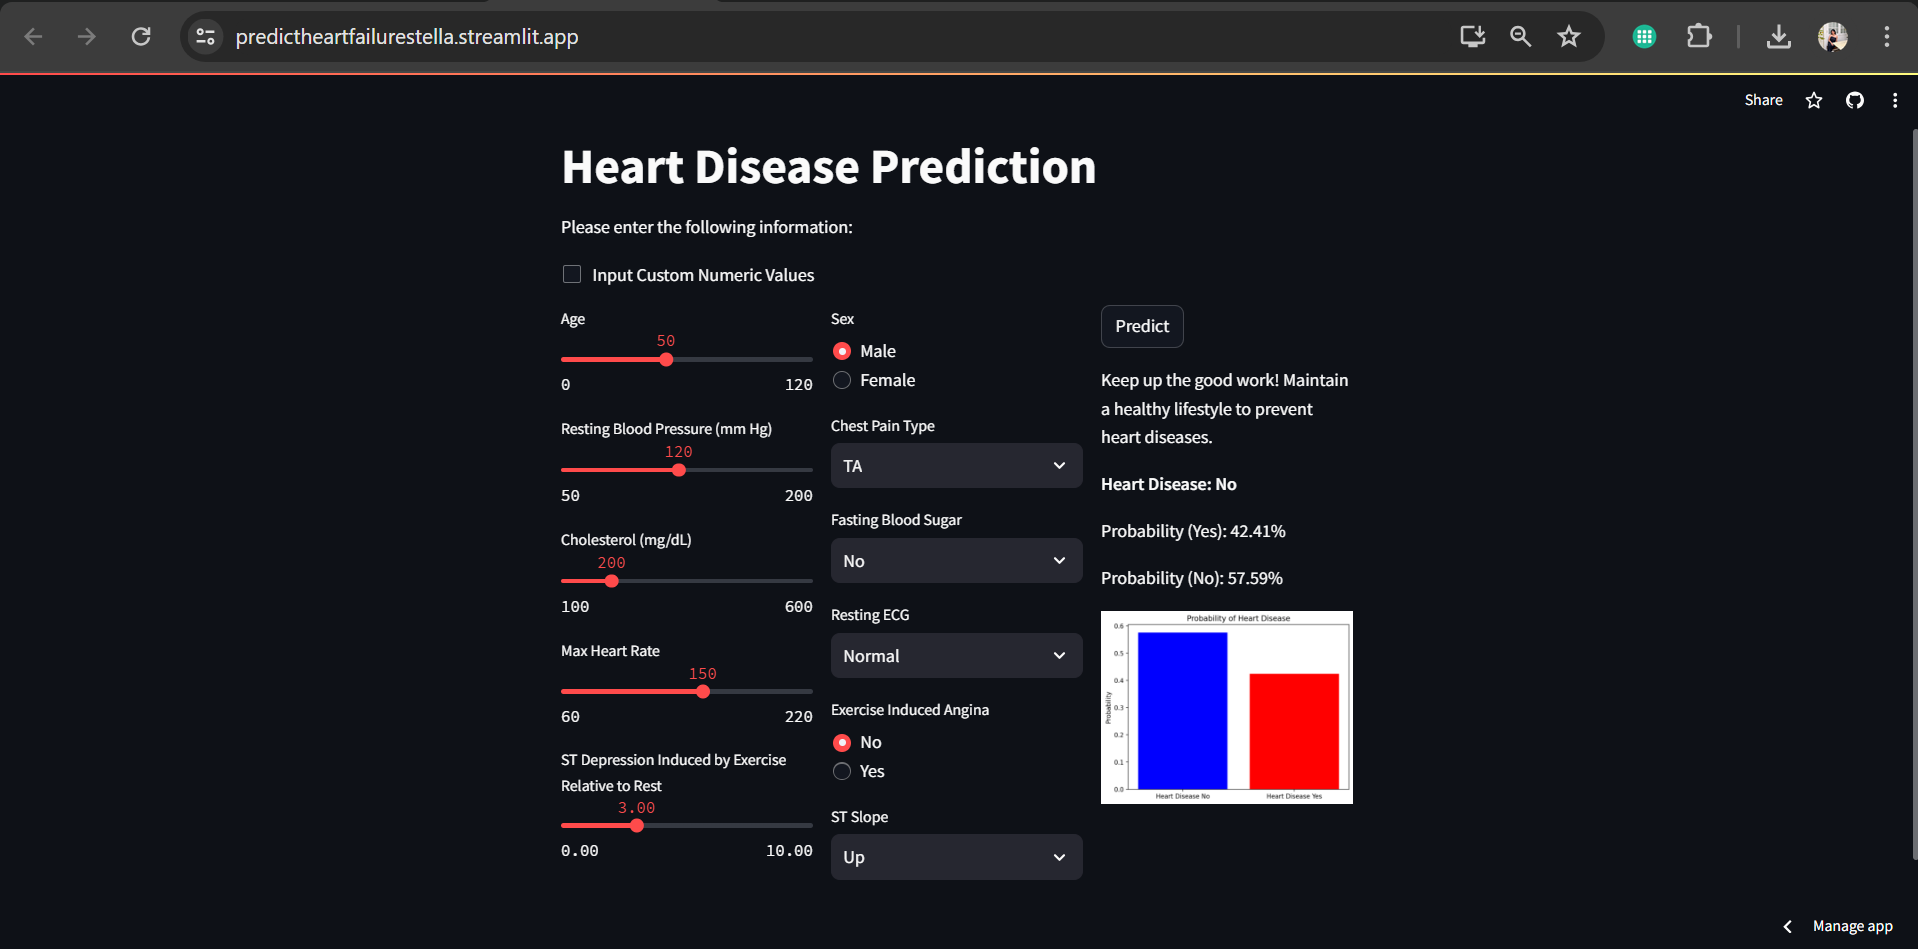 predictheartfailurestella.streamlit.app
Share
Heart Disease Prediction
Please enter the following information:
Input Custom Numeric Values
Age
50
0 120
Resting Blood Pressure (mm Hg)
120
50 200
Cholesterol (mg/dL)
200
100 600
Max Heart Rate
150
60 220
ST Depression Induced by Exercise
Relative to Rest
3.00
0.00 10.00
Sex
Male
Female
Chest Pain Type
TA
Fasting Blood Sugar
No
Resting ECG
Normal
Exercise Induced Angina
No
Yes
ST Slope
Up
Predict
Keep up the good work! Maintain
a healthy lifestyle to prevent
heart diseases.
Heart Disease: No
Probability (Yes): 42.41%
Probability (No): 57.59%
Probability of Heart Disease
Probability
0.6
0.5
0.4
0.3
0.2
0.1
0.0
Heart Disease No Heart Disease Yes
Manage app